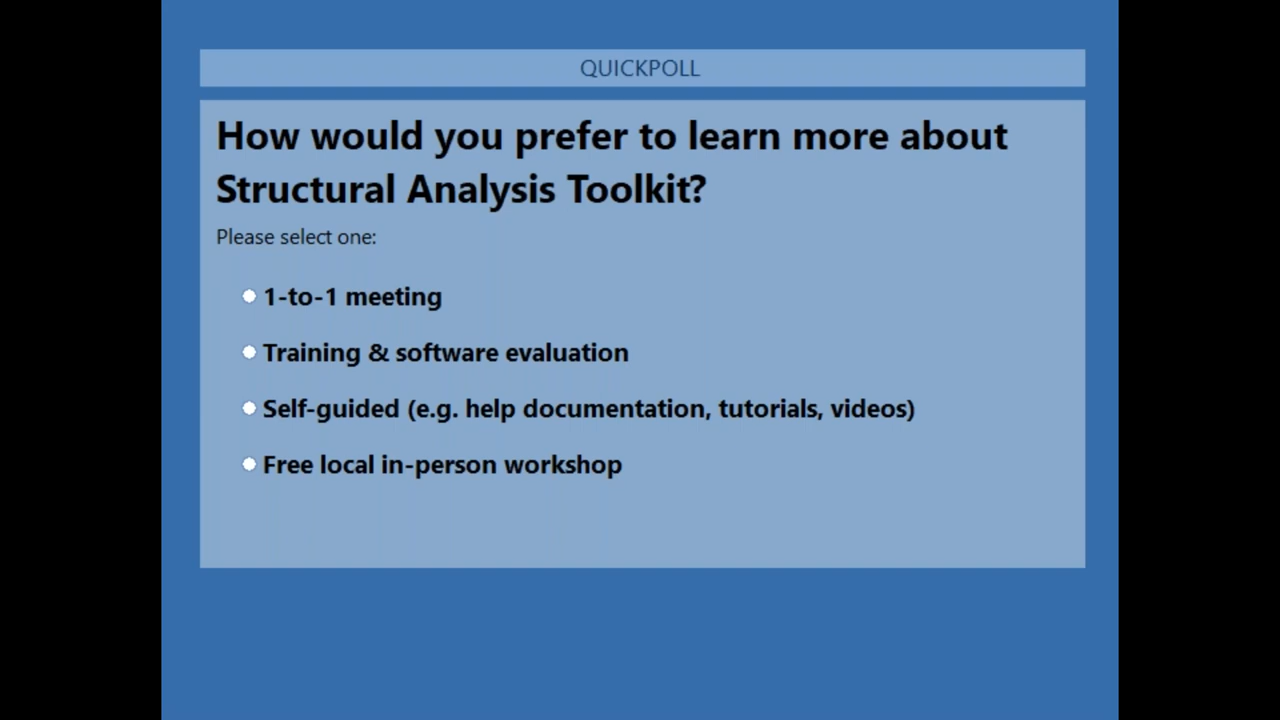 QUICKPOLL
How would you prefer to learn more about
Structural Analysis Toolkit?
Please select one:
1-to-1 meeting
Training & software evaluation
Self-guided (e.g. help documentation, tutorials, videos)
Free local in-person workshop